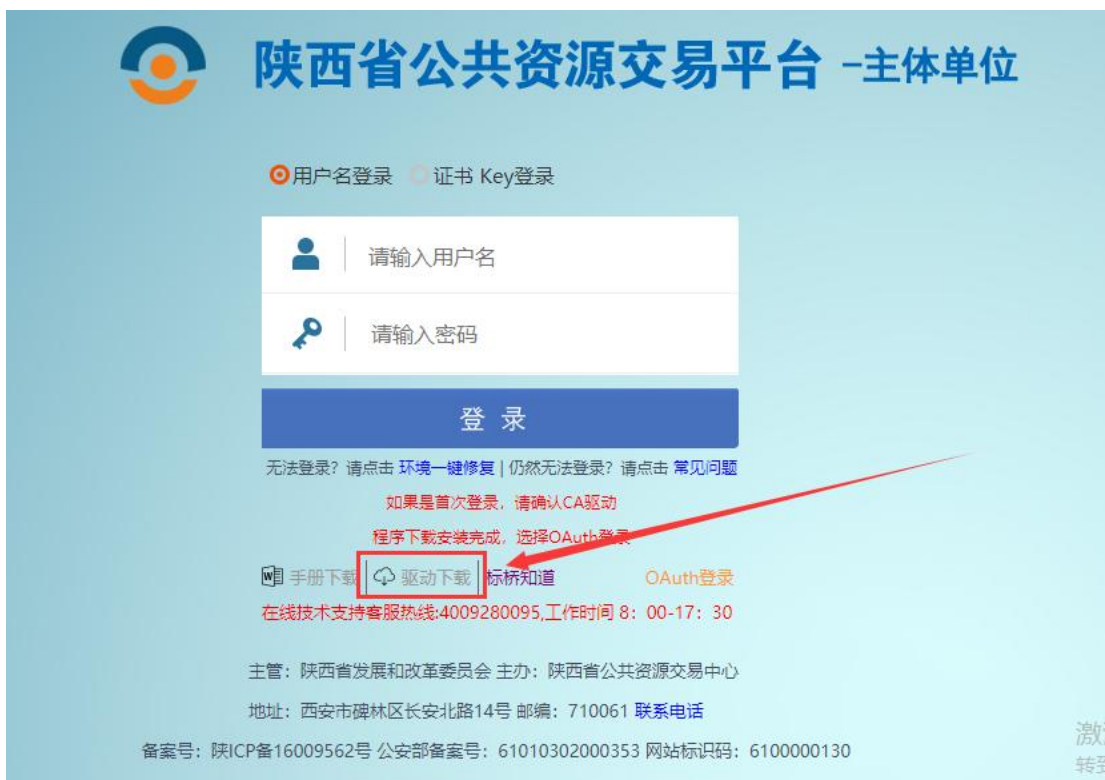 陕西省公共资源交易平台 -主体单位
用户名登录 证书 Key登录
请输入用户名
请输入密码
登 录
无法登录？请点击 环境一键修复 | 仍然无法登录？请点击 常见问题
如果是首次登录，请确认CA驱动
程序下载安装完成，选择OAuth登录
手册下载 驱动下载 标桥知道 OAuth登录
在线技术支持客服热线:4009280095,工作时间 8：00-17：30
主管：陕西省发展和改革委员会 主办：陕西省公共资源交易中心
地址：西安市碑林区长安北路14号 邮编：710061 联系电话
备案号：陕ICP备16009562号 公安部备案号：61010302000353 网站标识码：6100000130
转到